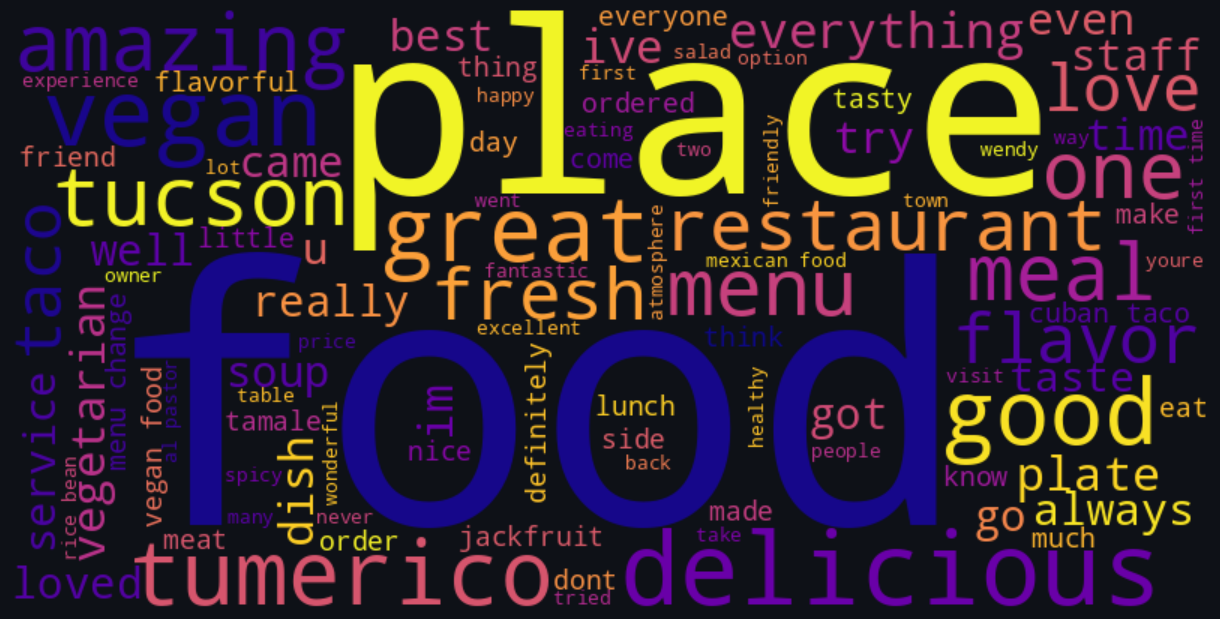 amazing
best
everyone
everything
even
ive
salad
option
staff
experience
flavorful
thing
first
place
love
vegan
happy
ordered
tasty
day
eating
try
way
time
first time
friend
lot
came
come
two
friendly
wendy
one
tucson
went
town
make
service taco
well
little
u
great
atmosphere
restaurant
owner
fantastic
mexican food
meal
youre
vegetarian
menu change
really
fresh
menu
cuban taco
excellent
think
flavor
food
price
soup
definitely
healthy
visit
taste
vegan food
al pastor
table
wonderful
im
lunch
got
good
eat
tamale
nice
side
people
rice bean
spicy
dish
back
know
plate
many
never
made
go
always
meat
order
jackfruit
take
much
loved
tumerico
dont
tried
delicious